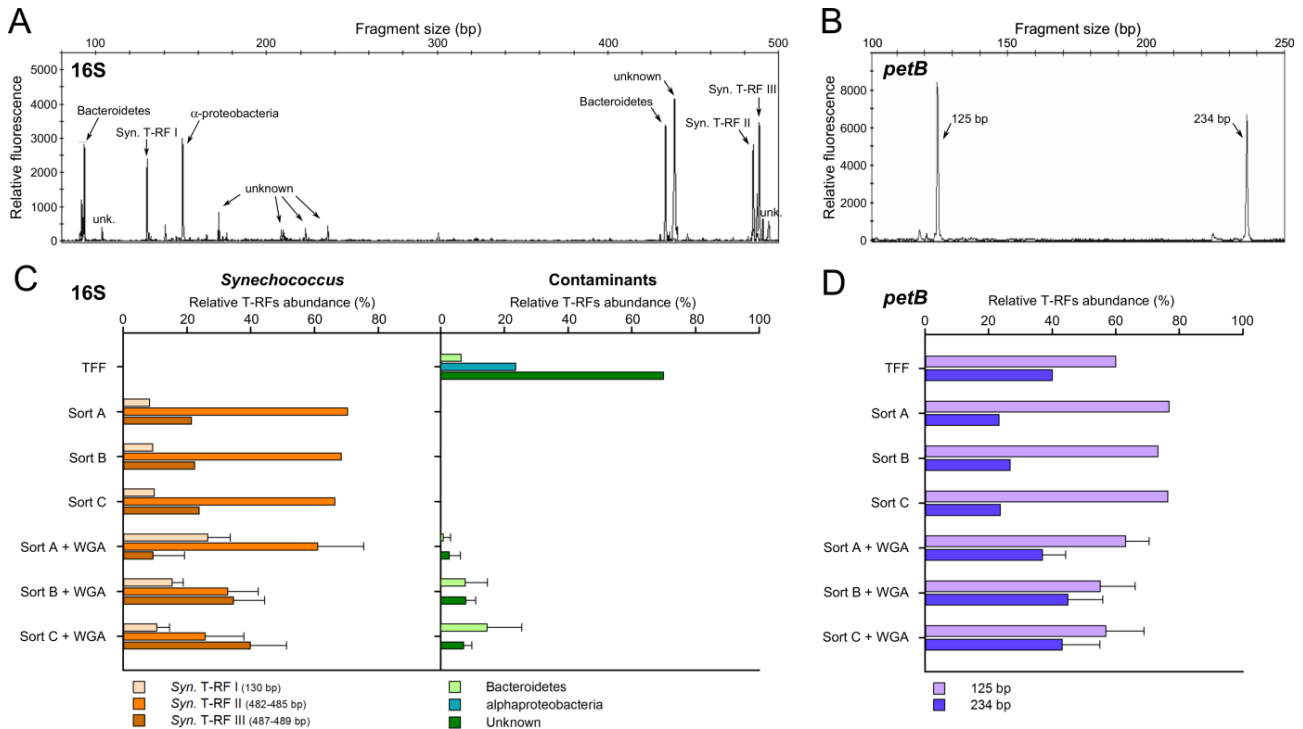 A
Fragment size (bp)
100 200 300 400 500
16S
Relative fluorescence
5000
4000
3000
2000
1000
0
Bacteroidetes
unk.
Syn. T-RF I
α-proteobacteria
unknown
unknown
Bacteroidetes
Syn. T-RF III
Syn. T-RF II
unk.
B
Fragment size (bp)
100 150 200 250
petB
Relative fluorescence
8000
6000
4000
2000
0
125 bp
234 bp
C
16S
Synechococcus
Relative T-RFs abundance (%)
0 20 40 60 80
Contaminants
Relative T-RFs abundance (%)
0 20 40 60 80 100
TFF
Sort A
Sort B
Sort C
Sort A + WGA
Sort B + WGA
Sort C + WGA
Syn. T-RF I (130 bp)
Syn. T-RF II (482-485 bp)
Syn. T-RF III (487-489 bp)
Bacteroidetes
alphaproteobacteria
Unknown
D
petB
Relative T-RFs abundance (%)
0 20 40 60 80 100
TFF
Sort A
Sort B
Sort C
Sort A + WGA
Sort B + WGA
Sort C + WGA
125 bp
234 bp